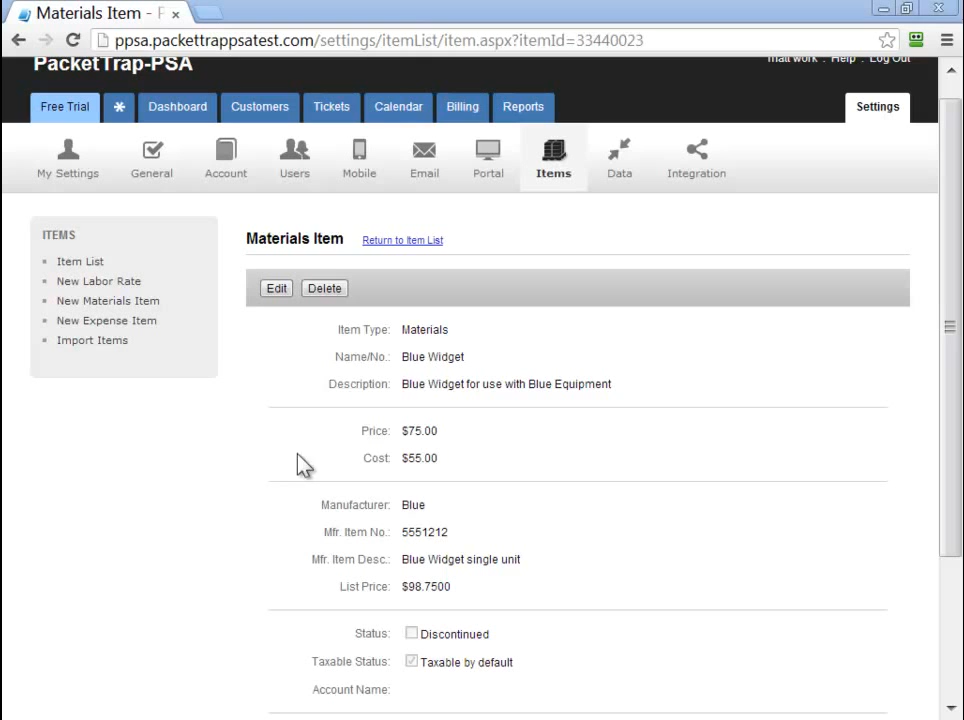 Materials Item - P
ppsa.packettrappsatest.com/settings/itemList/item.aspx?itemId=33440023
PacketTrap-PSA
matt work . Help . Log Out
Free Trial * Dashboard Customers Tickets Calendar Billing Reports Settings
My Settings General Account Users Mobile Email Portal Items Data Integration
ITEMS
Item List
New Labor Rate
New Materials Item
New Expense Item
Import Items
Materials Item Return to Item List
Edit Delete
Item Type: Materials
Name/No.: Blue Widget
Description: Blue Widget for use with Blue Equipment
Price: $75.00
Cost: $55.00
Manufacturer: Blue
Mfr. Item No.: 5551212
Mfr. Item Desc.: Blue Widget single unit
List Price: $98.7500
Status: Discontinued
Taxable Status: Taxable by default
Account Name: